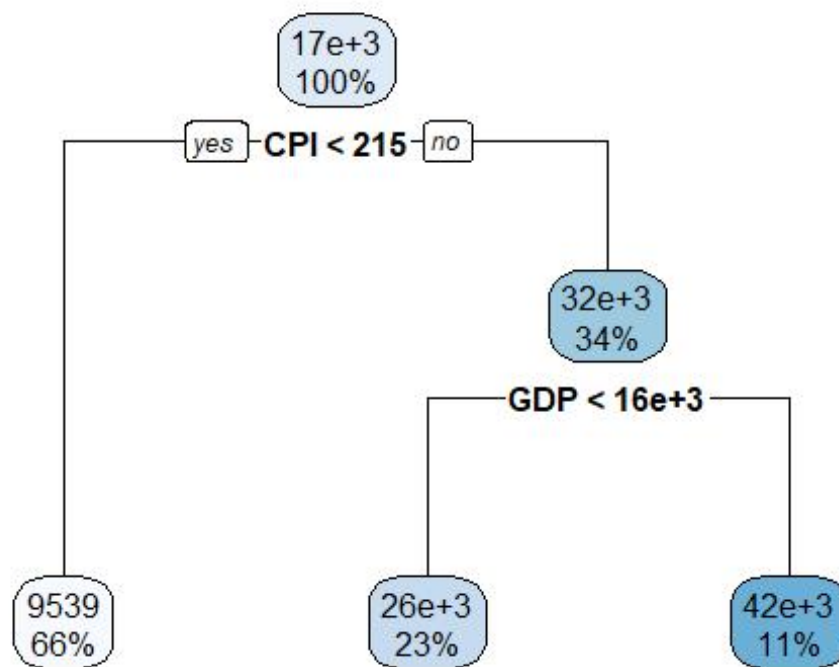 17e+3
100%
yes CPI < 215 no
32e+3
34%
GDP < 16e+3
9539
66%
26e+3
23%
42e+3
11%